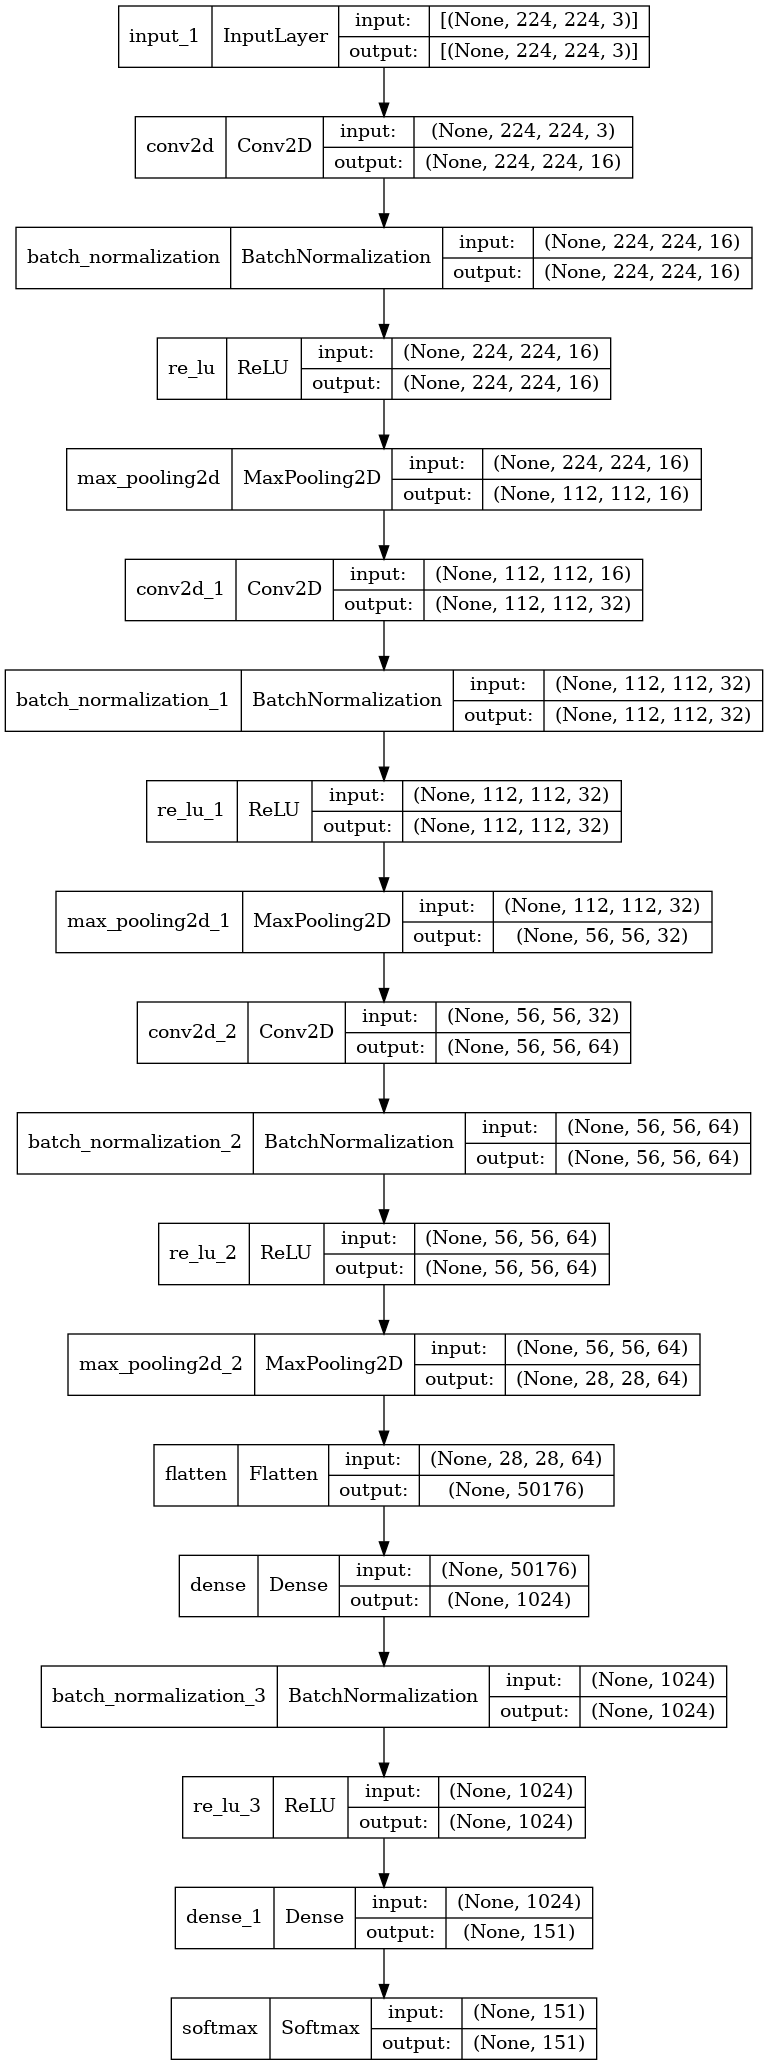 input_1 InputLayer input: [(None, 224, 224, 3)]
output: [(None, 224, 224, 3)]
conv2d Conv2D input: (None, 224, 224, 3)
output: (None, 224, 224, 16)
batch_normalization BatchNormalization input: (None, 224, 224, 16)
output: (None, 224, 224, 16)
re_lu ReLU input: (None, 224, 224, 16)
output: (None, 224, 224, 16)
max_pooling2d MaxPooling2D input: (None, 224, 224, 16)
output: (None, 112, 112, 16)
conv2d_1 Conv2D input: (None, 112, 112, 16)
output: (None, 112, 112, 32)
batch_normalization_1 BatchNormalization input: (None, 112, 112, 32)
output: (None, 112, 112, 32)
re_lu_1 ReLU input: (None, 112, 112, 32)
output: (None, 112, 112, 32)
max_pooling2d_1 MaxPooling2D input: (None, 112, 112, 32)
output: (None, 56, 56, 32)
conv2d_2 Conv2D input: (None, 56, 56, 32)
output: (None, 56, 56, 64)
batch_normalization_2 BatchNormalization input: (None, 56, 56, 64)
output: (None, 56, 56, 64)
re_lu_2 ReLU input: (None, 56, 56, 64)
output: (None, 56, 56, 64)
max_pooling2d_2 MaxPooling2D input: (None, 56, 56, 64)
output: (None, 28, 28, 64)
flatten Flatten input: (None, 28, 28, 64)
output: (None, 50176)
dense Dense input: (None, 50176)
output: (None, 1024)
batch_normalization_3 BatchNormalization input: (None, 1024)
output: (None, 1024)
re_lu_3 ReLU input: (None, 1024)
output: (None, 1024)
dense_1 Dense input: (None, 1024)
output: (None, 151)
softmax Softmax input: (None, 151)
output: (None, 151)